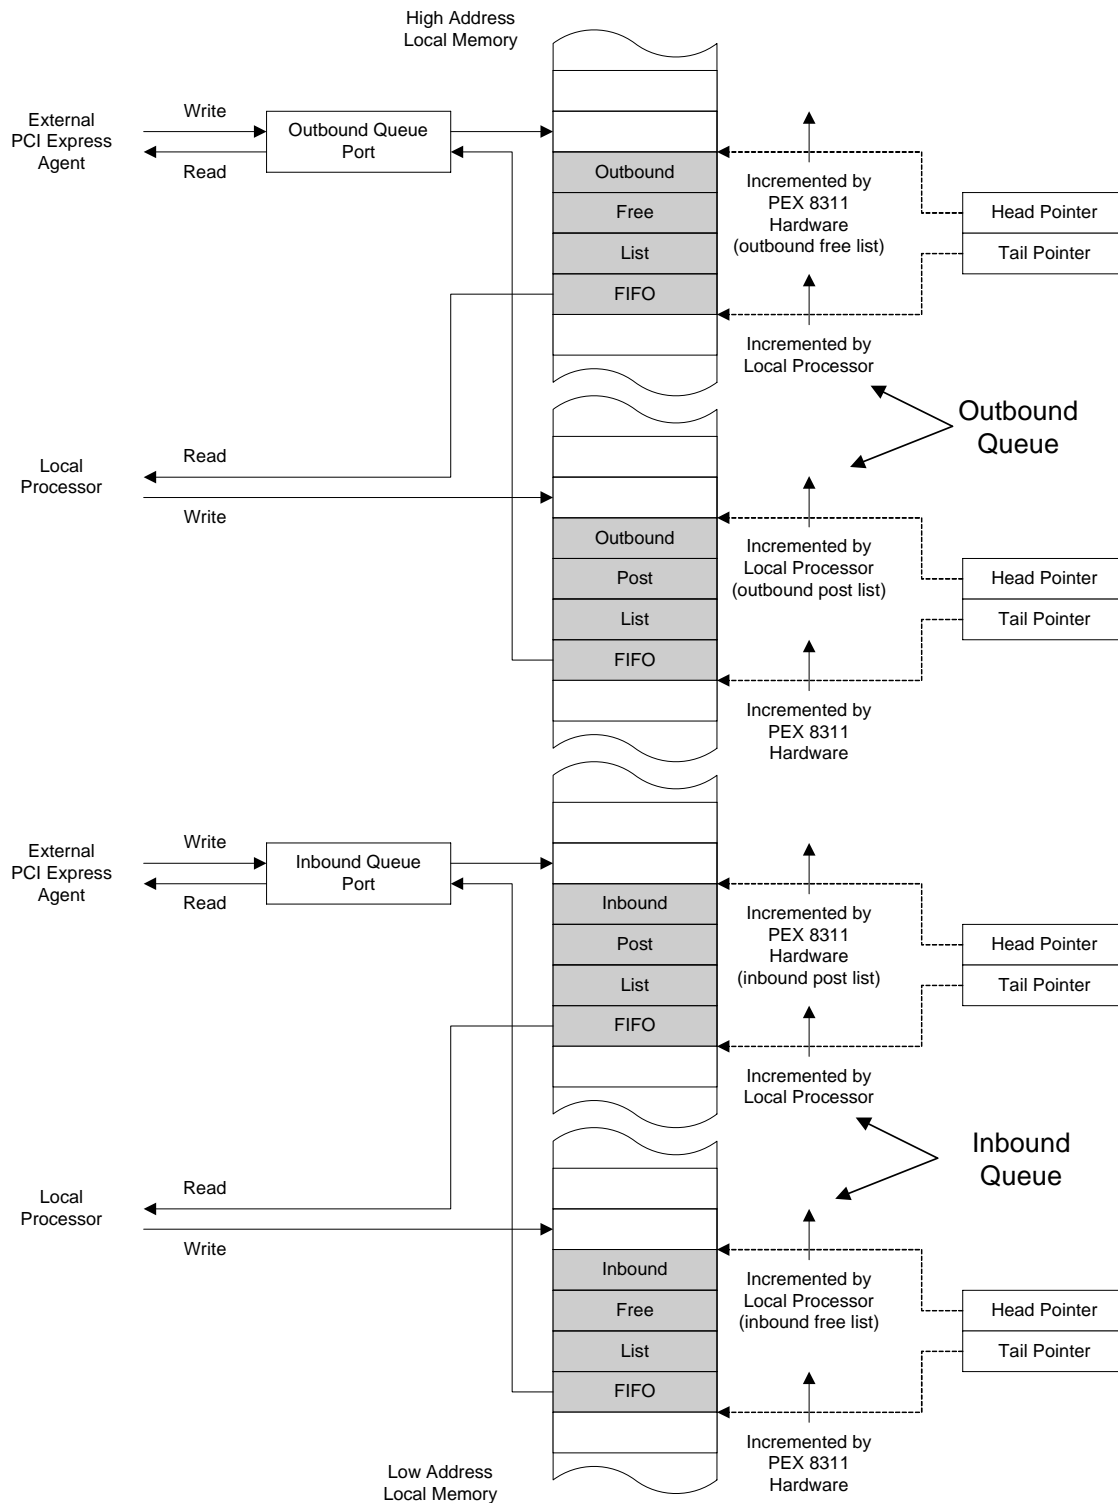 High Address
Local Memory
External
PCI Express
Agent
Write
Read
Outbound Queue
Port
Outbound
Free
List
FIFO
Incremented by
PEX 8311
Hardware
(outbound free list)
Head Pointer
Tail Pointer
Incremented by
Local Processor
Outbound
Queue
Local
Processor
Read
Write
Outbound
Post
List
FIFO
Incremented by
Local Processor
(outbound post list)
Head Pointer
Tail Pointer
Incremented by
PEX 8311
Hardware
External
PCI Express
Agent
Write
Read
Inbound Queue
Port
Inbound
Post
List
FIFO
Incremented by
PEX 8311
Hardware
(inbound post list)
Head Pointer
Tail Pointer
Incremented by
Local Processor
Inbound
Queue
Local
Processor
Read
Write
Inbound
Free
List
FIFO
Incremented by
Local Processor
(inbound free list)
Head Pointer
Tail Pointer
Incremented by
PEX 8311
Hardware
Low Address
Local Memory